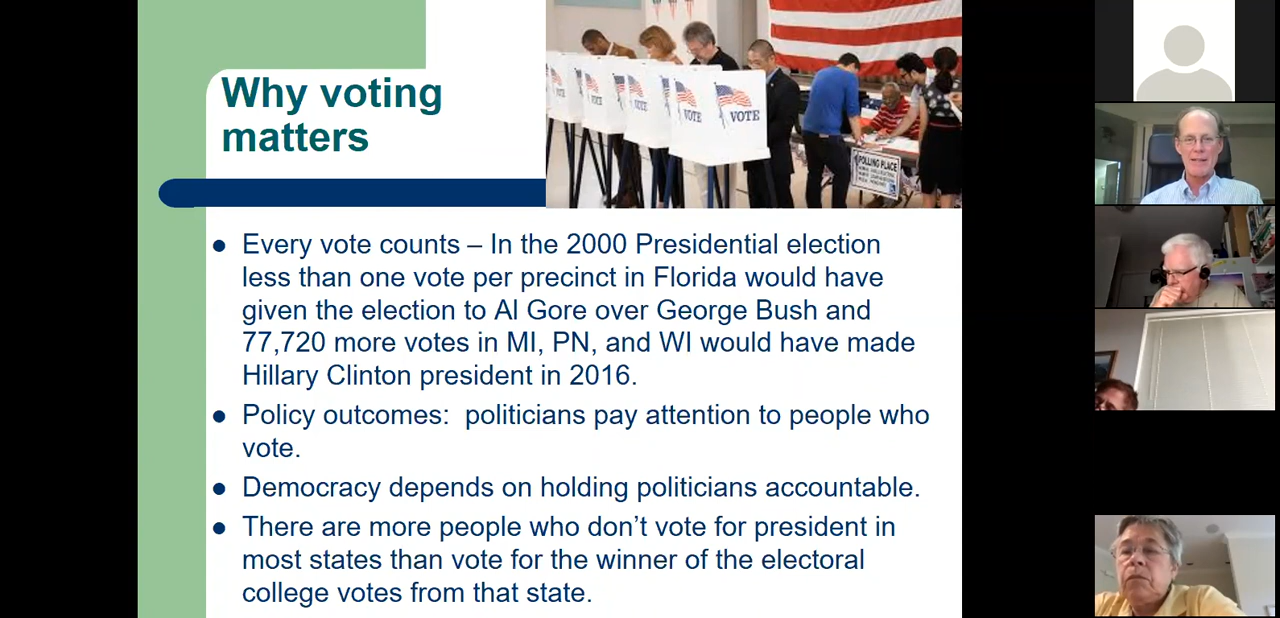 Why voting
matters
VOTE
VOTE
VOTE
VOTE
VOTE
POLLING PLACE
Every vote counts – In the 2000 Presidential election
less than one vote per precinct in Florida would have
given the election to Al Gore over George Bush and
77,720 more votes in MI, PN, and WI would have made
Hillary Clinton president in 2016.
Policy outcomes:  politicians pay attention to people who
vote.
Democracy depends on holding politicians accountable.
There are more people who don’t vote for president in
most states than vote for the winner of the electoral
college votes from that state.